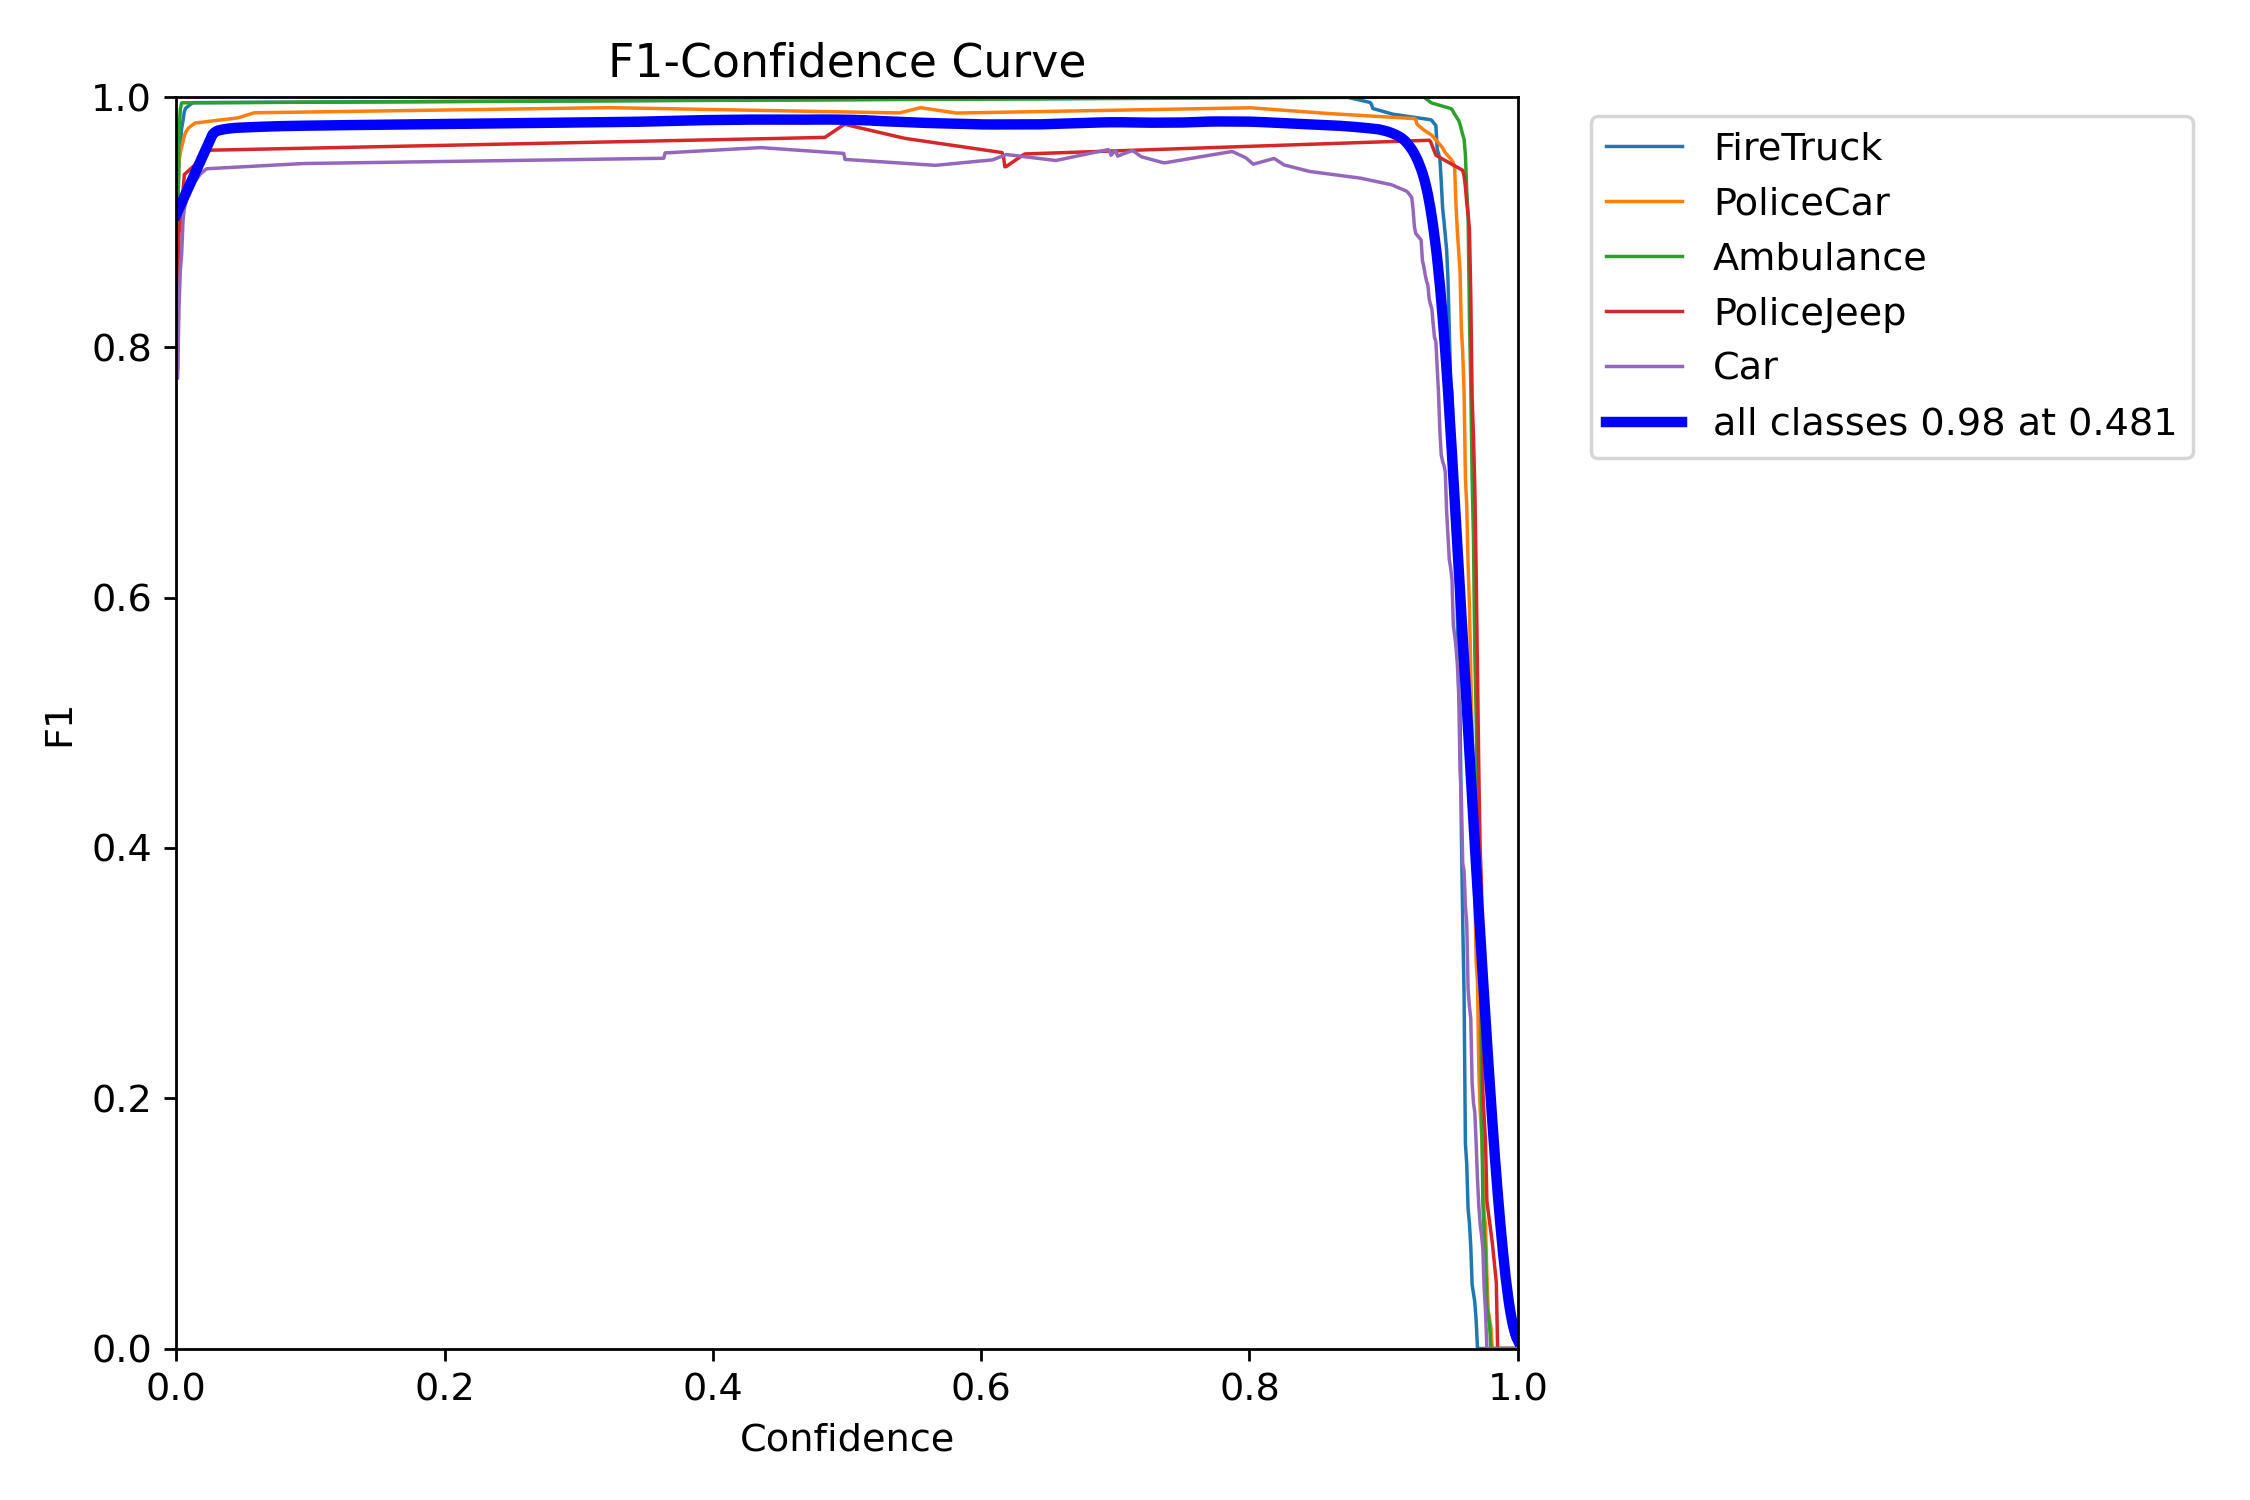 F1-Confidence Curve
1.0
0.8
0.6
0.4
0.2
0.0
F1
0.0 0.2 0.4 0.6 0.8 1.0
Confidence
FireTruck
PoliceCar
Ambulance
PoliceJeep
Car
all classes 0.98 at 0.481